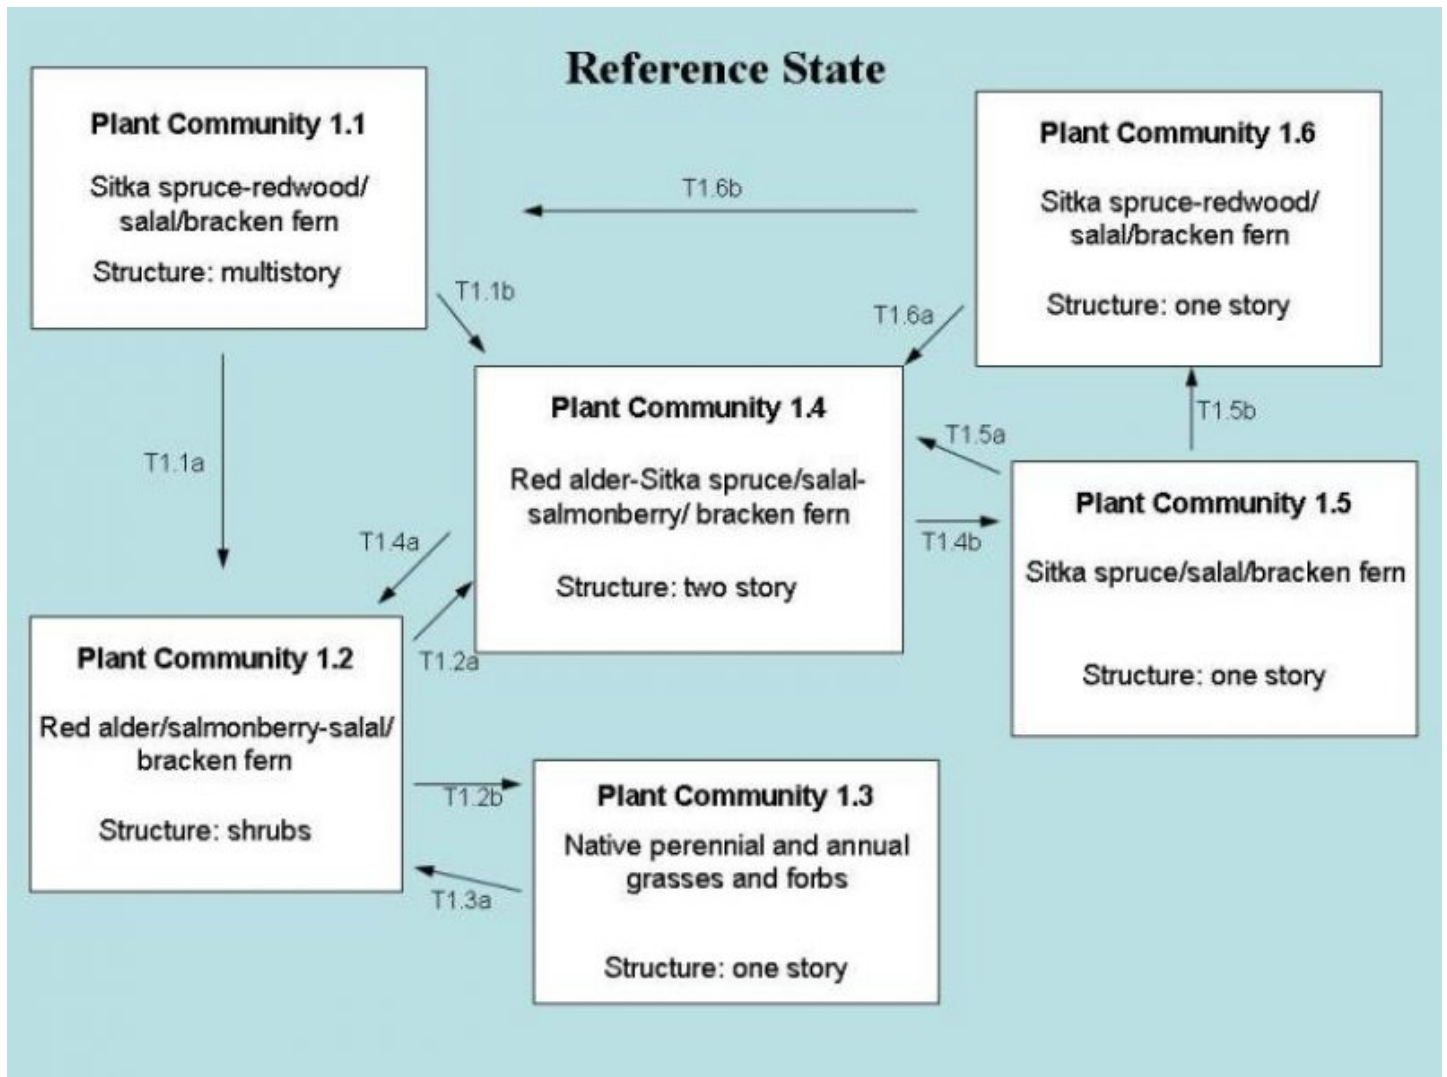 Reference State
Plant Community 1.1
Sitka spruce-redwood/
salal/bracken fern
Structure: multistory
T1.6b
Plant Community 1.6
Sitka spruce-redwood/
salal/bracken fern
Structure: one story
T1.1b
T1.6a
T1.1a
Plant Community 1.4
Red alder-Sitka spruce/salal-
salmonberry/ bracken fern
Structure: two story
T1.5a
T1.5b
T1.4b
Plant Community 1.5
Sitka spruce/salal/bracken fern
Structure: one story
T1.4a
T1.2a
Plant Community 1.2
Red alder/salmonberry-salal/
bracken fern
Structure: shrubs
T1.2b
T1.3a
Plant Community 1.3
Native perennial and annual
grasses and forbs
Structure: one story